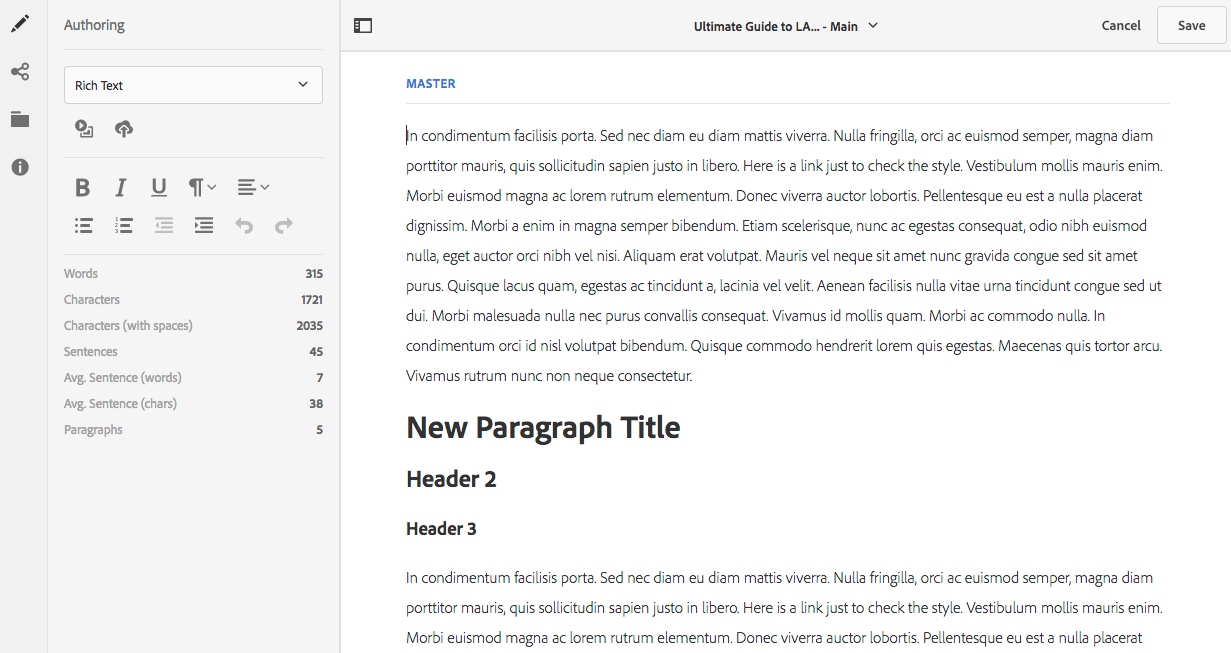 Authoring
Rich Text
Words 315
Characters 1721
Characters (with spaces) 2035
Sentences 45
Avg. Sentence (words) 7
Avg. Sentence (chars) 38
Paragraphs 5
Ultimate Guide to LA... - Main
Cancel
Save
MASTER
In condimentum facilisis porta. Sed nec diam eu diam mattis viverra. Nulla fringilla, orci ac euismod semper, magna diam
porttitor mauris, quis sollicitudin sapien justo in libero. Here is a link just to check the style. Vestibulum mollis mauris enim.
Morbi euismod magna ac lorem rutrum elementum. Donec viverra auctor lobortis. Pellentesque eu est a nulla placerat
dignissim. Morbi a enim in magna semper bibendum. Etiam scelerisque, nunc ac egestas consequat, odio nibh euismod
nulla, eget auctor orci nibh vel nisi. Aliquam erat volutpat. Mauris vel neque sit amet nunc gravida congue sed sit amet
purus. Quisque lacus quam, egestas ac tincidunt a, lacinia vel velit. Aenean facilisis nulla vitae urna tincidunt congue sed ut
dui. Morbi malesuada nulla nec purus convallis consequat. Vivamus id mollis quam. Morbi ac commodo nulla. In
condimentum orci id nisl volutpat bibendum. Quisque commodo hendrerit lorem quis egestas. Maecenas quis tortor arcu.
Vivamus rutrum nunc non neque consectetur.
New Paragraph Title
Header 2
Header 3
In condimentum facilisis porta. Sed nec diam eu diam mattis viverra. Nulla fringilla, orci ac euismod semper, magna diam
porttitor mauris, quis sollicitudin sapien justo in libero. Here is a link just to check the style. Vestibulum mollis mauris enim.
Morbi euismod magna ac lorem rutrum elementum. Donec viverra auctor lobortis. Pellentesque eu est a nulla placerat